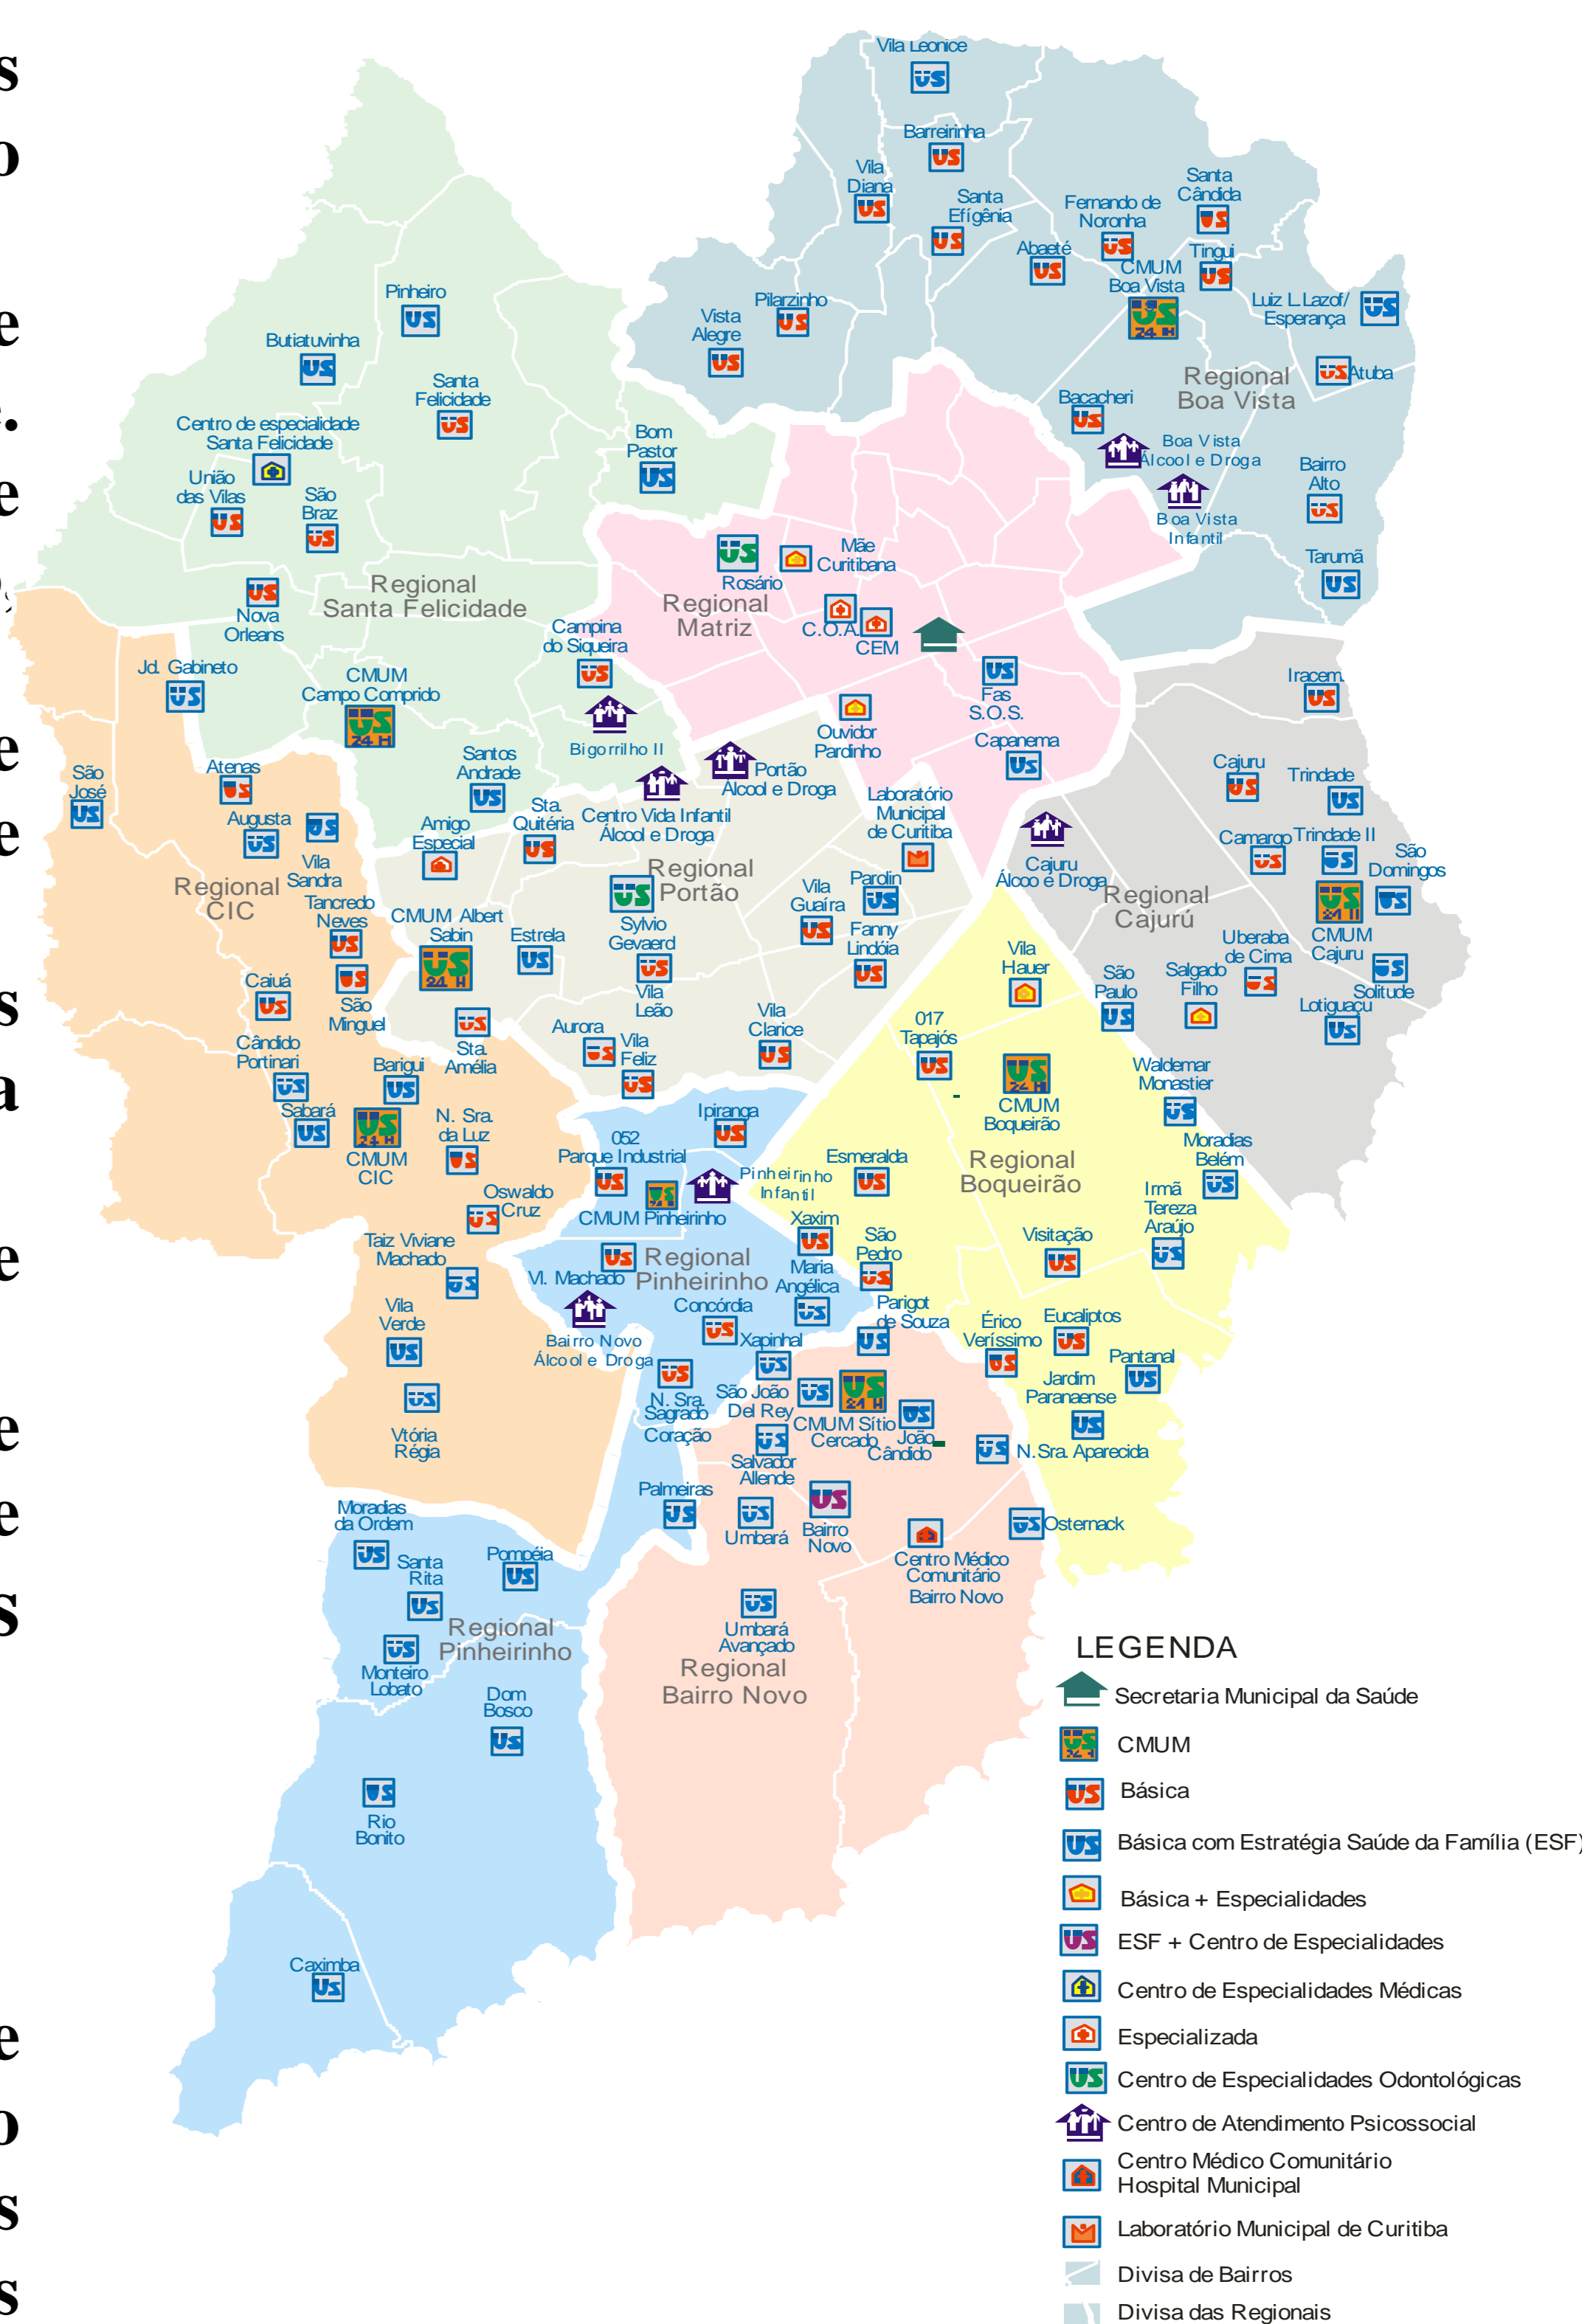 s
o
e
e.
e
e
e
s
a
e
e
e
s
e
o
s
s
Vila Leonice
Barreirinha
Vila
Diana
Santa
Efigênia
Fernando de
Noronha
Santa
Cândida
Abaeté
Tingui
CMUM
Boa Vista
24 H
Luiz L.Lazof/
Esperança
Pilarzinho
Vista
Alegre
Regional
Boa Vista
Atuba
Bacacheri
Boa Vista
Álcool e Droga
Bairro
Alto
Boa Vista
Infantil
Tarumã
Pinheiro
Butiatuvinha
Santa
Felicidade
Centro de especialidade
Santa Felicidade
União
das Vilas
São
Braz
Bom
Pastor
Regional
Santa Felicidade
Nova
Orleans
Campina
do Siqueira
Jd. Gabineto
CMUM
Campo Comprido
24 H
Bigorrilho II
Santos
Andrade
Mãe
Curitibana
Rosário
Regional
Matriz
C.O.A.
CEM
Fas
S.O.S.
Ouvidor
Pardinho
Capanema
Iracem.
Cajuru
Trindade
Camargo
Trindade II
São
Domingos
Cajuru
Álcoo e Droga
Regional
Cajurú
CMUM
Cajuru
Uberaba
de Cima
São
Paulo
Salgado
Filho
Solitude
Lotiguaçu
São
José
Atenas
Augusta
Vila
Sandra
Regional
CIC
Tancredo
Neves
Caiuá
São
Minguel
Cândido
Portinari
Barigui
Sabará
24 H
CMUM
CIC
N. Sra.
da Luz
Oswaldo
Cruz
Taiz Viviane
Machado
Vila
Verde
Vtória
Régia
Portão
Álcool e Droga
Centro Vida Infantil
Álcool e Droga
Sta.
Quitéria
Amigo
Especial
Laboratório
Municipal
de Curitiba
Regional
Portão
Parolin
Vila
Guaíra
CMUM Albert
Sabin
24 H
Estrela
Sylvio
Gevaerd
Fanny
Lindóia
Vila
Leão
Sta.
Amélia
Aurora
Vila
Feliz
Vila
Clarice
Vila
Hauer
017
Tapajós
CMUM
Boqueirão
Waldemar
Monastier
Moradias
Belém
Esmeralda
Regional
Boqueirão
Irmã
Tereza
Araújo
Xaxim
São
Pedro
Visitação
Érico
Veríssimo
Eucaliptos
Pantanal
Jardim
Paranaense
N.Sra. Aparecida
Ipiranga
052
Parque Industrial
Pinheirinho
Infantil
CMUM Pinheirinho
Vl. Machado
Regional
Pinheirinho
Maria
Angélica
Bairro Novo
Álcool e Droga
Concórdia
Xapinhal
Parigot
de Souza
N. Sra.
Sagrado
Coração
São João
Del Rey
CMUM Sítio
Cercado
João
Cândido
Salvador
Allende
Palmeiras
Umbará
Bairro
Novo
Osternack
Centro Médico
Comunitário
Bairro Novo
Umbará
Avançado
Regional
Bairro Novo
Moradias
da Ordem
Pompéia
Santa
Rita
Regional
Pinheirinho
Monteiro
Lobato
Dom
Bosco
Rio
Bonito
Caximba
LEGENDA
Secretaria Municipal da Saúde
CMUM
Básica
Básica com Estratégia Saúde da Família (ESF)
Básica + Especialidades
ESF + Centro de Especialidades
Centro de Especialidades Médicas
Especializada
Centro de Especialidades Odontológicas
Centro de Atendimento Psicossocial
Centro Médico Comunitário
Hospital Municipal
Laboratório Municipal de Curitiba
Divisa de Bairros
Divisa das Regionais